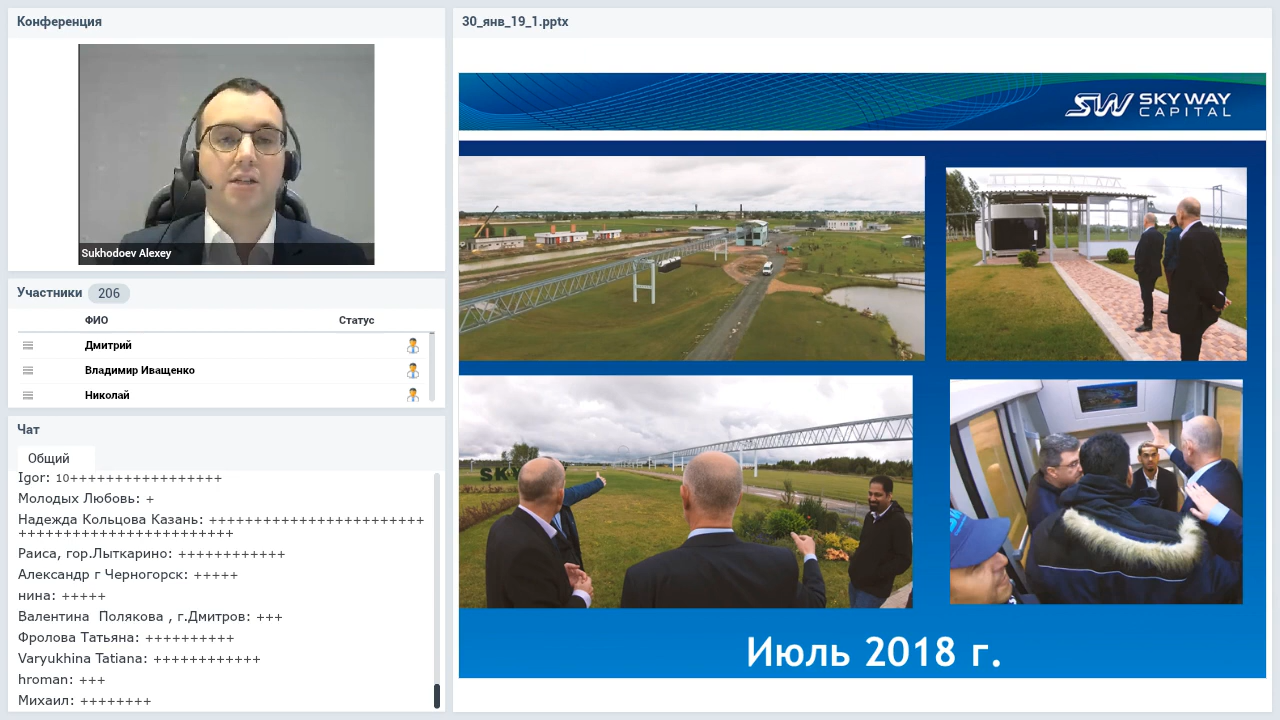 Конференция
Sukhodoev Alexey
Участники 206
ФИО Статус
Дмитрий
Владимир Иващенко
Николай
Чат
Общий
Igor: 10+++++++++++++++++
Молодых Любовь: +
Надежда Кольцова Казань: ++++++++++++++++++++++++
++++++++++++++++++++++++
Раиса, гор.Лыткарино: ++++++++++++
Александр г Черногорск: +++++
нина: +++++
Валентина  Полякова , г.Дмитров: +++
Фролова Татьяна: ++++++++++
Varyukhina Tatiana: ++++++++++++
hroman: +++
Михаил: ++++++++
30_янв_19_1.pptx
SW SKY WAY
CAPITAL
SKY
Июль 2018 г.